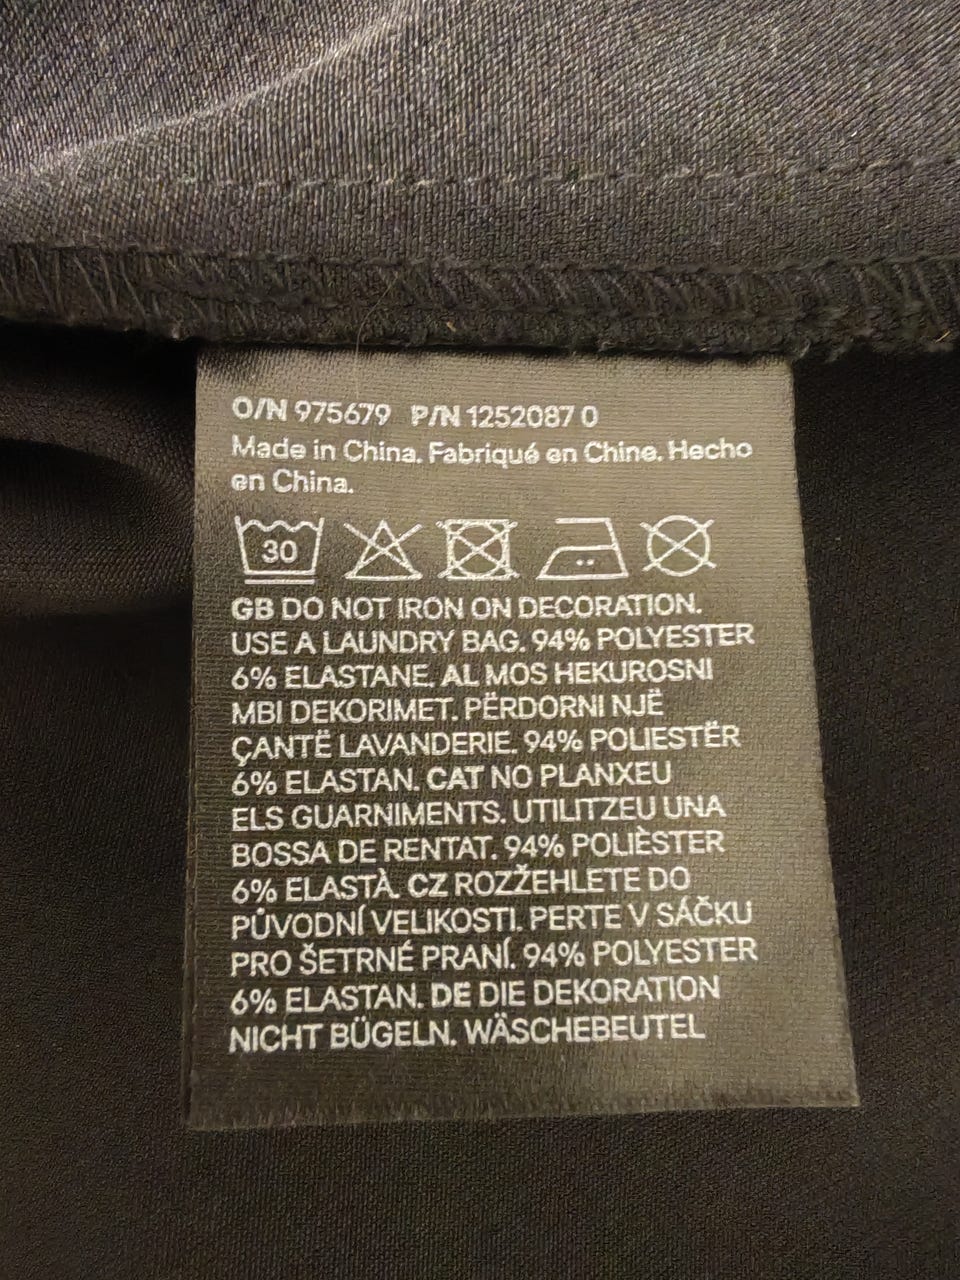 O/N 975679 P/N 1252087 0
Made in China. Fabriqué en Chine. Hecho
en China.
30
GB DO NOT IRON ON DECORATION.
USE A LAUNDRY BAG. 94% POLYESTER
6% ELASTANE. AL MOS HEKUROSNI
MBI DEKORIMET. PËRDORNI NJË
ÇANTË LAVANDERIE. 94% POLIESTËR
6% ELASTAN. CAT NO PLANXEU
ELS GUARNIMENTS. UTILITZEU UNA
BOSSA DE RENTAT. 94% POLIÈSTER
6% ELASTÀ. CZ ROZŽEHLETE DO
PŮVODNÍ VELIKOSTI. PERTE V SÁČKU
PRO ŠETRNÉ PRANÍ. 94% POLYESTER
6% ELASTAN. DE DIE DEKORATION
NICHT BÜGELN. WÄSCHEBEUTEL